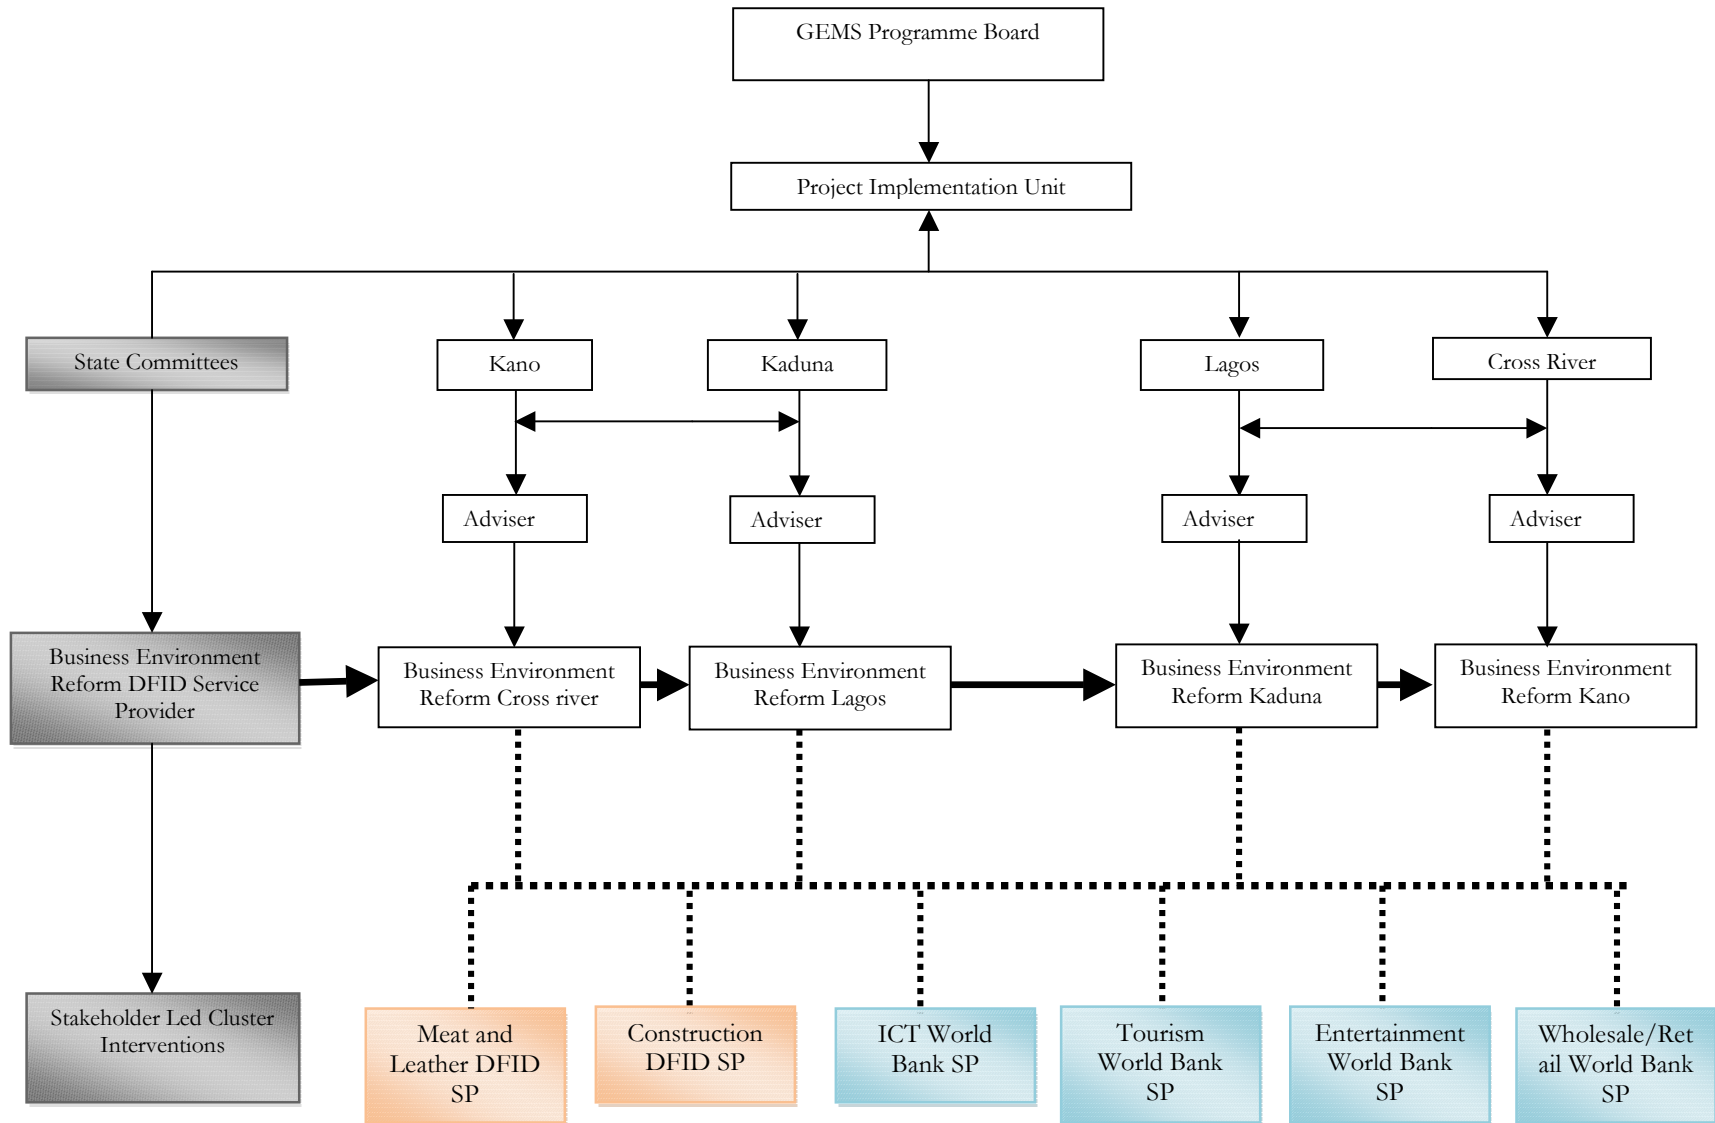 GEMS Programme Board
Project Implementation Unit
State Committees
Kano
Kaduna
Lagos
Cross River
Adviser
Adviser
Adviser
Adviser
Business Environment
Reform DFID Service
Provider
Business Environment
Reform Cross river
Business Environment
Reform Lagos
Business Environment
Reform Kaduna
Business Environment
Reform Kano
Stakeholder Led Cluster
Interventions
Meat and
Leather DFID
SP
Construction
DFID SP
ICT World
Bank SP
Tourism
World Bank
SP
Entertainment
World Bank
SP
Wholesale/Ret
ail World Bank
SP